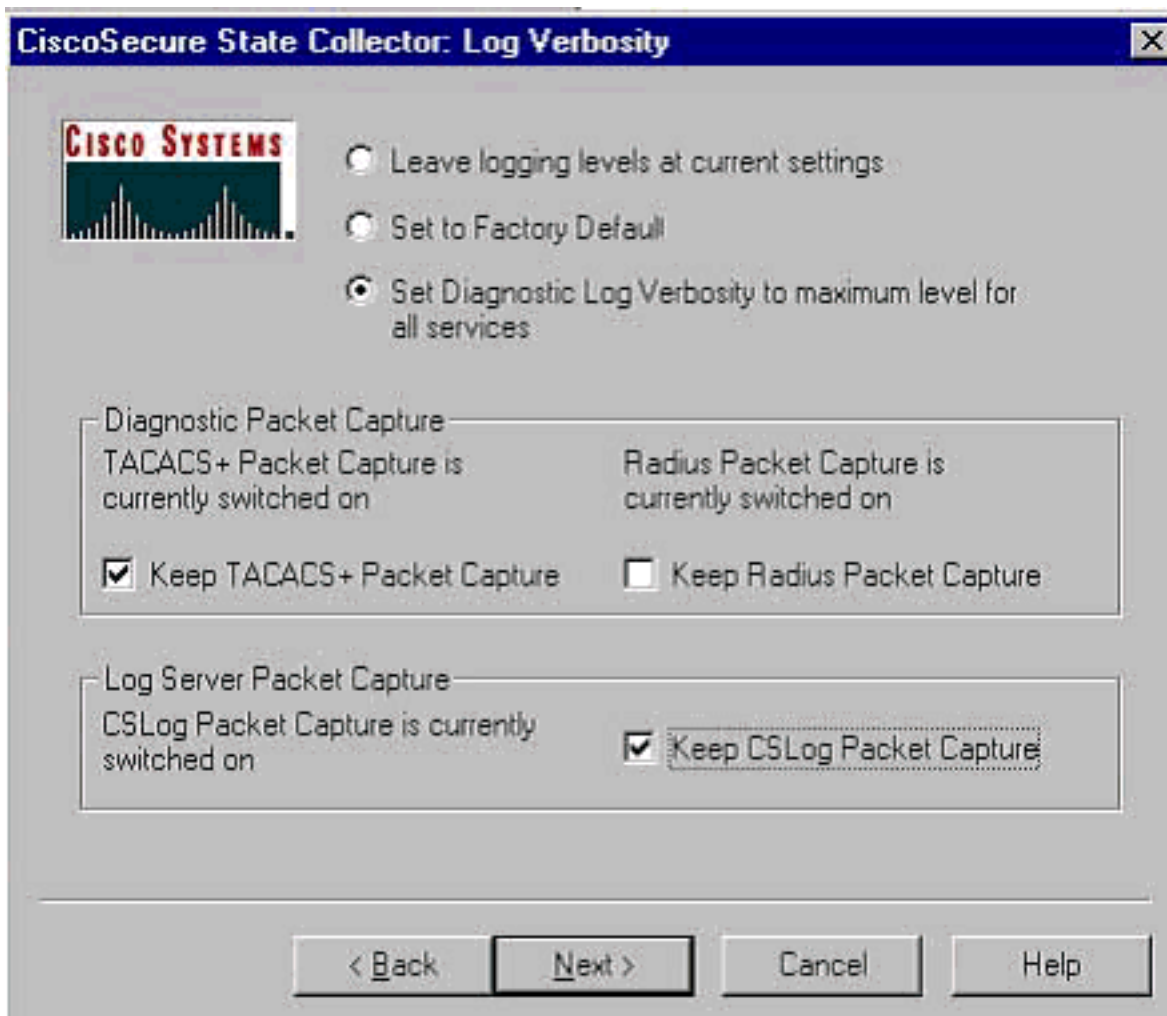 CiscoSecure State Collector: Log Verbosity
CISCO SYSTEMS
Leave logging levels at current settings
Set to Factory Default
Set Diagnostic Log Verbosity to maximum level for
all services
Diagnostic Packet Capture
TACACS+ Packet Capture is
currently switched on
Radius Packet Capture is
currently switched on
Keep TACACS+ Packet Capture
Keep Radius Packet Capture
Log Server Packet Capture
CSLog Packet Capture is currently
switched on
Keep CSLog Packet Capture
< Back
Next >
Cancel
Help